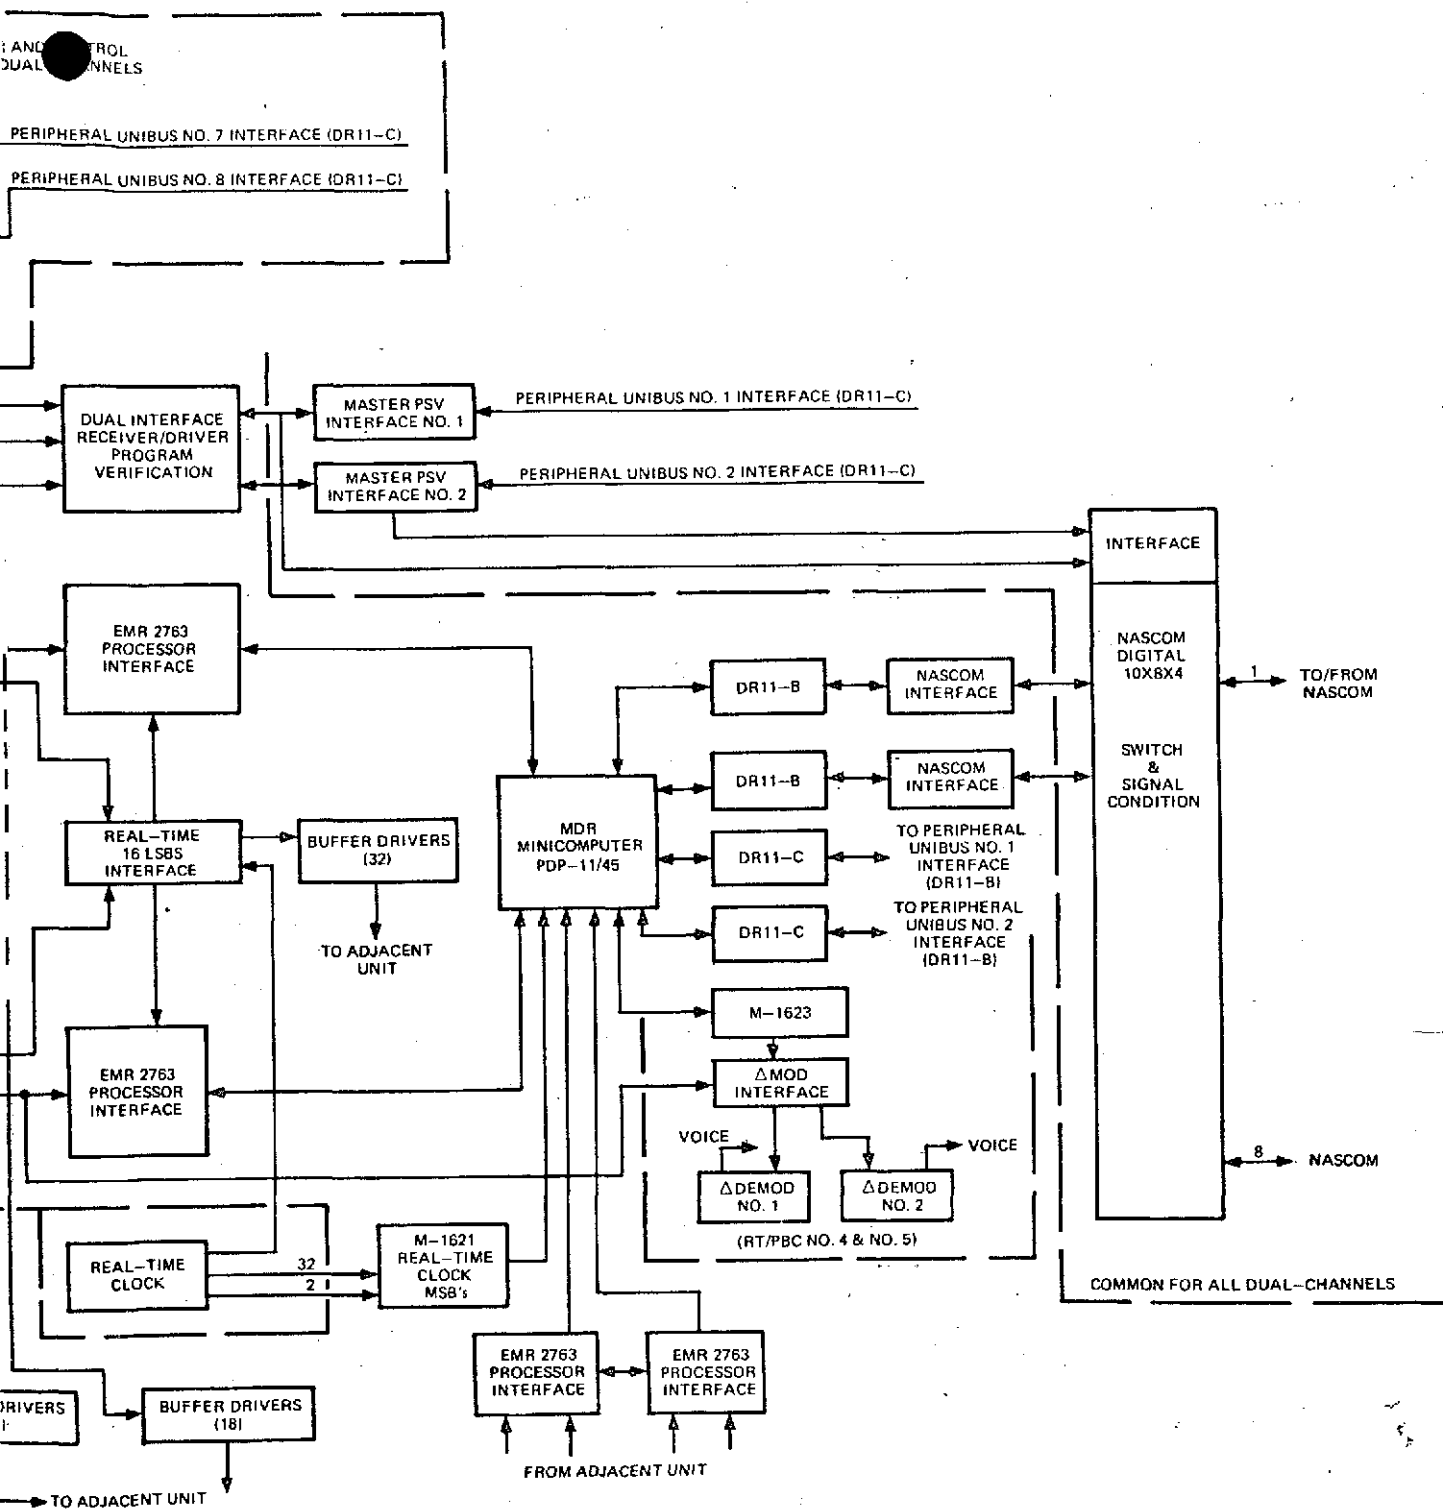 DUAL
NNELS
PERIPHERAL UNIBUS NO. 7 INTERFACE (DR11-C)
PERIPHERAL UNIBUS NO. 8 INTERFACE (DR11-C)
DUAL INTERFACE
RECEIVER/DRIVER
PROGRAM
VERIFICATION
MASTER PSV
INTERFACE NO. 1
PERIPHERAL UNIBUS NO. 1 INTERFACE (DR11-C)
MASTER PSV
INTERFACE NO. 2
PERIPHERAL UNIBUS NO. 2 INTERFACE (DR11-C)
INTERFACE
NASCOM
DIGITAL
10X8X4
SWITCH
&
SIGNAL
CONDITION
1
TO/FROM
NASCOM
8
NASCOM
EMR 2763
PROCESSOR
INTERFACE
DR11-B
NASCOM
INTERFACE
DR11--B
NASCOM
INTERFACE
MDR
MINICOMPUTER
PDP-11/45
DR11-C
TO PERIPHERAL
UNIBUS NO. 1
INTERFACE
(DR11-B)
DR11-C
TO PERIPHERAL
UNIBUS NO. 2
INTERFACE
(DR11-B)
REAL-TIME
16 LSBS
INTERFACE
BUFFER DRIVERS
(32)
TO ADJACENT
UNIT
M-1623
EMR 2763
PROCESSOR
INTERFACE
ΔMOD
INTERFACE
VOICE
VOICE
ΔDEMOD
NO. 1
ΔDEMOD
NO. 2
(RT/PBC NO. 4 & NO. 5)
REAL-TIME
CLOCK
32
2
M-1621
REAL-TIME
CLOCK
MSB's
COMMON FOR ALL DUAL-CHANNELS
EMR 2763
PROCESSOR
INTERFACE
EMR 2763
PROCESSOR
INTERFACE
FROM ADJACENT UNIT
DRIVERS
BUFFER DRIVERS
(18)
TO ADJACENT UNIT